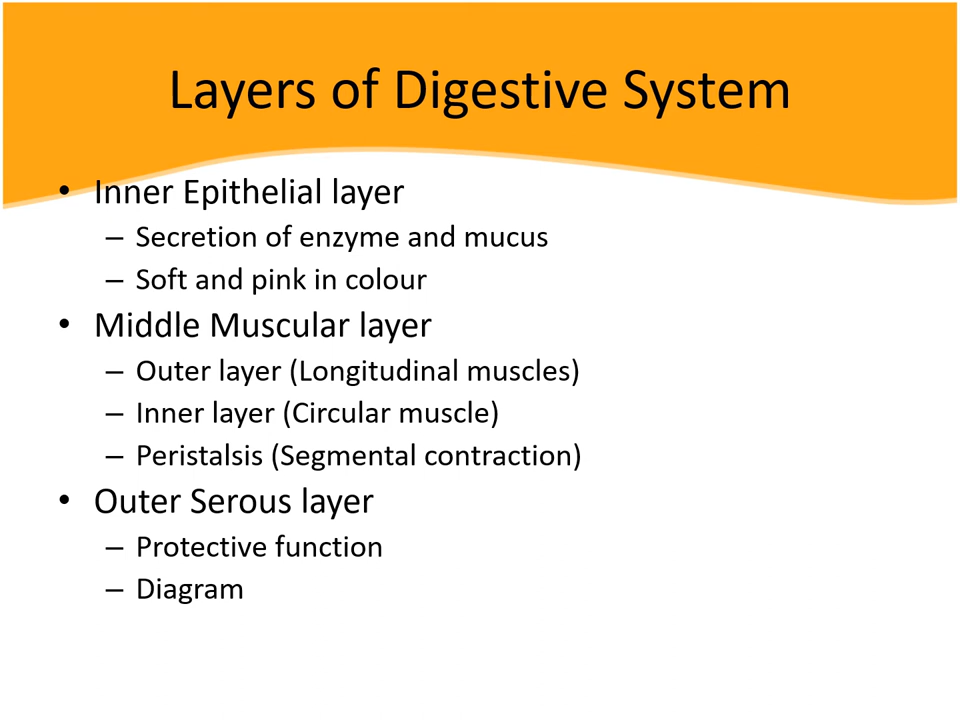 Layers of Digestive System
• Inner Epithelial layer
– Secretion of enzyme and mucus
– Soft and pink in colour
• Middle Muscular layer
– Outer layer (Longitudinal muscles)
– Inner layer (Circular muscle)
– Peristalsis (Segmental contraction)
• Outer Serous layer
– Protective function
– Diagram